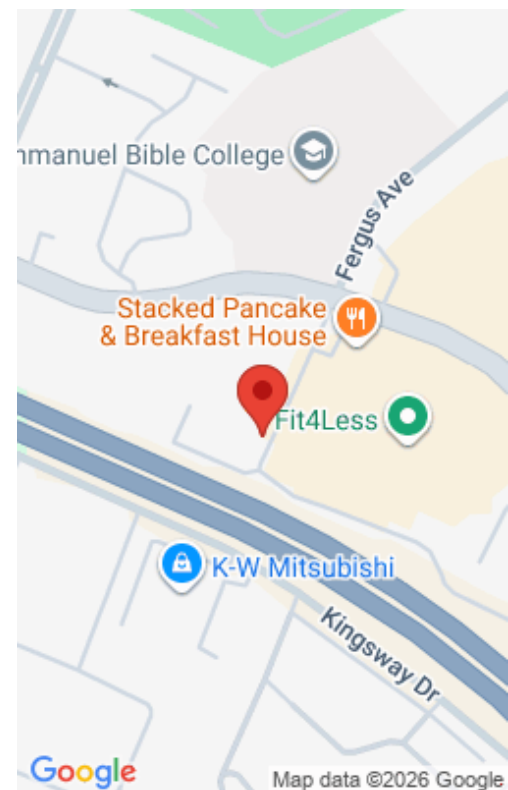 mmanuel Bible College
Fergus Ave
Stacked Pancake
& Breakfast House
Fit4Less
K-W Mitsubishi
Kingsway Dr
Google
Map data ©2026 Google